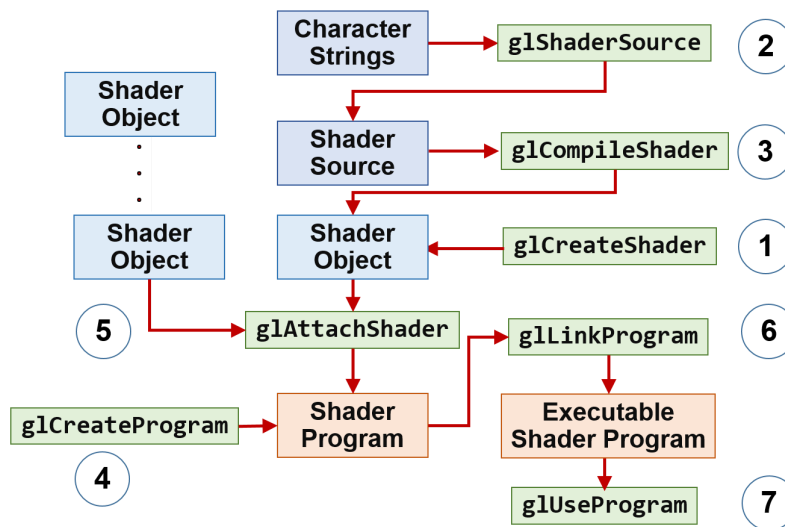 Character
Strings
glShaderSource
2
Shader
Object
Shader
Source
glCompileShader
3
Shader
Object
Shader
Object
glCreateShader
1
5
glAttachShader
glLinkProgram
6
glCreateProgram
Shader
Program
Executable
Shader Program
4
glUseProgram
7